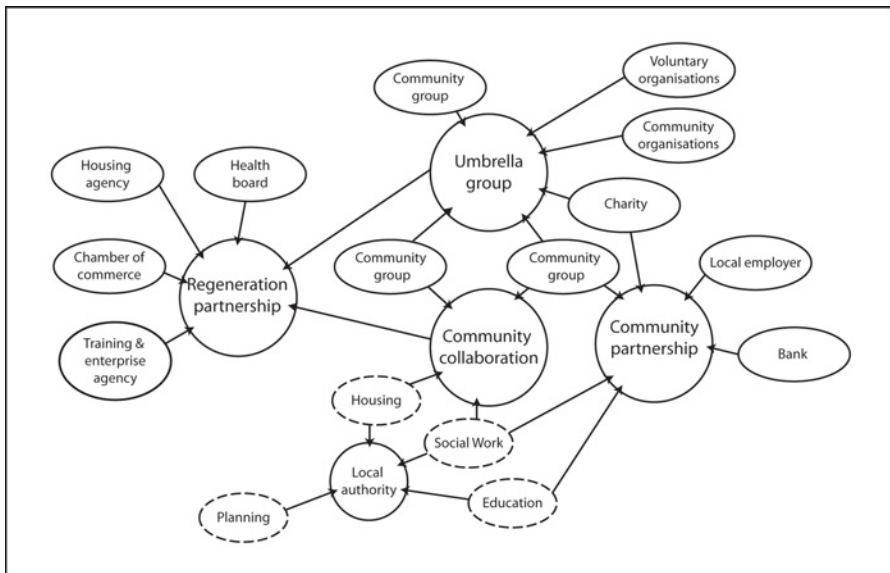 Community
group
Voluntary
organisations
Community
organisations
Umbrella
group
Housing
agency
Health
board
Charity
Chamber of
commerce
Regeneration
partnership
Community
group
Community
group
Local employer
Training &
enterprise
agency
Community
collaboration
Community
partnership
Bank
Housing
Social Work
Local
authority
Planning
Education